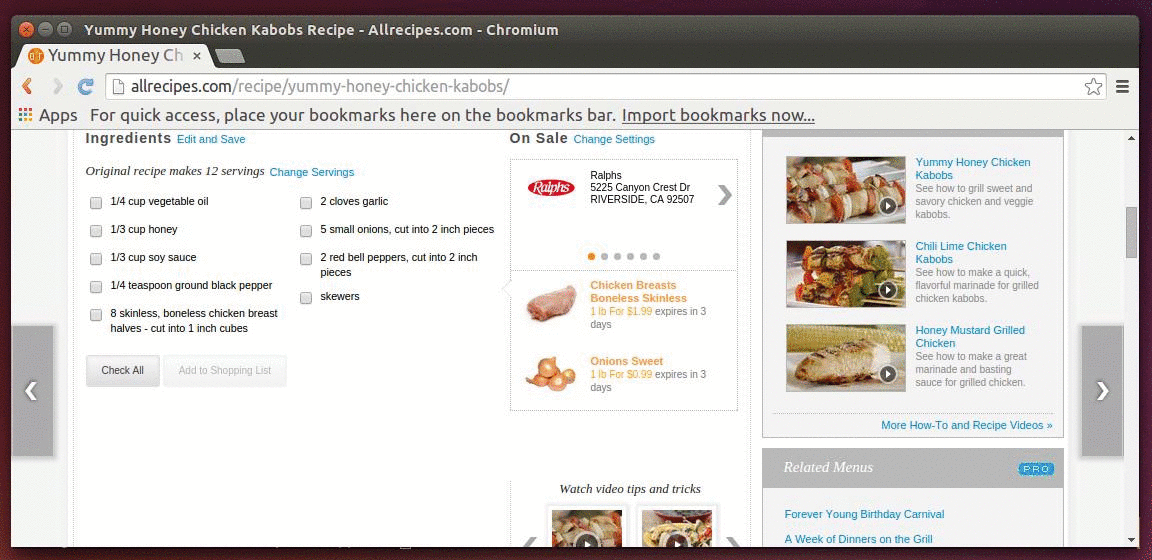 Yummy Honey Chicken Kabobs Recipe - Allrecipes.com - Chromium
Yummy Honey Ch
allrecipes.com/recipe/yummy-honey-chicken-kabobs/
Apps For quick access, place your bookmarks here on the bookmarks bar. Import bookmarks now...
Ingredients Edit and Save
Original recipe makes 12 servings Change Servings
1/4 cup vegetable oil
1/3 cup honey
1/3 cup soy sauce
1/4 teaspoon ground black pepper
8 skinless, boneless chicken breast
halves - cut into 1 inch cubes
2 cloves garlic
5 small onions, cut into 2 inch pieces
2 red bell peppers, cut into 2 inch
pieces
skewers
Check All
Add to Shopping List
On Sale Change Settings
Ralphs
Ralphs
5225 Canyon Crest Dr
RIVERSIDE, CA 92507
Chicken Breasts
Boneless Skinless
1 lb For $1.99 expires in 3
days
Onions Sweet
1 lb For $0.99 expires in 3
days
Watch video tips and tricks
Yummy Honey Chicken
Kabobs
See how to grill sweet and
savory chicken and veggie
kabobs.
Chili Lime Chicken
Kabobs
See how to make a quick,
flavorful marinade for grilled
chicken kabobs.
Honey Mustard Grilled
Chicken
See how to make a great
marinade and basting
sauce for grilled chicken.
More How-To and Recipe Videos »
Related Menus
PRO
Forever Young Birthday Carnival
A Week of Dinners on the Grill